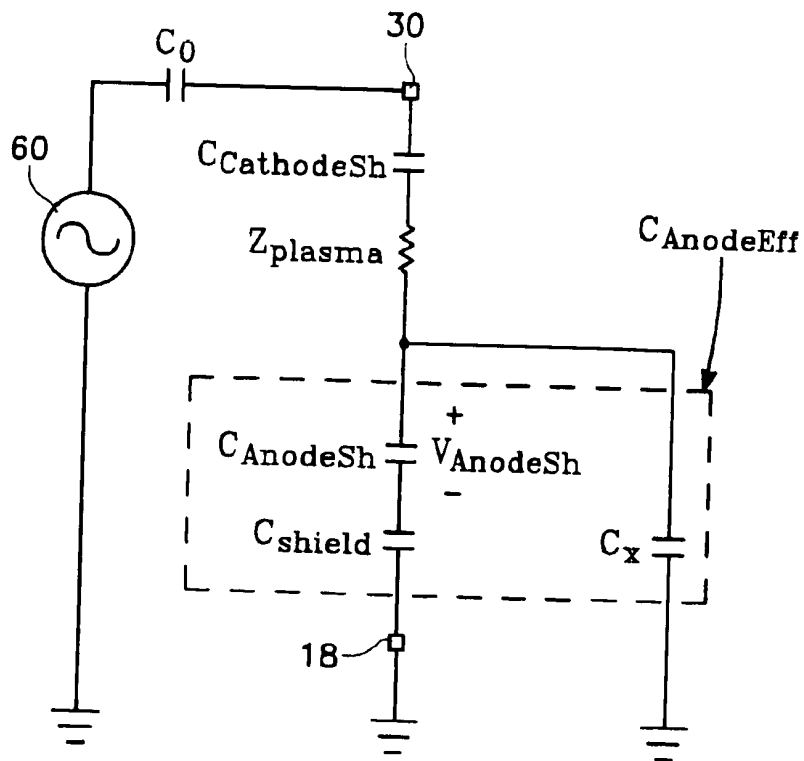 30
C0
60
CCathodeSh
Zplasma
CAnodeEff
+
CAnodeSh
VAnodeSh
-
Cshield
Cx
18